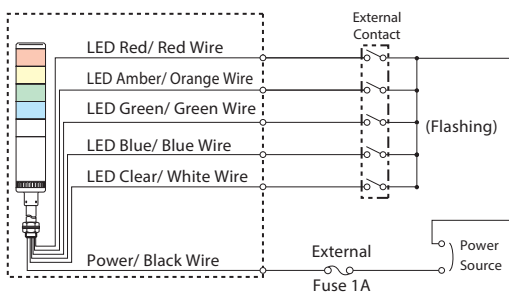 External
Contact
LED Red/ Red Wire
LED Amber/ Orange Wire
LED Green/ Green Wire
(Flashing)
LED Blue/ Blue Wire
LED Clear/ White Wire
Power/ Black Wire
External
Fuse 1A
Power
Source